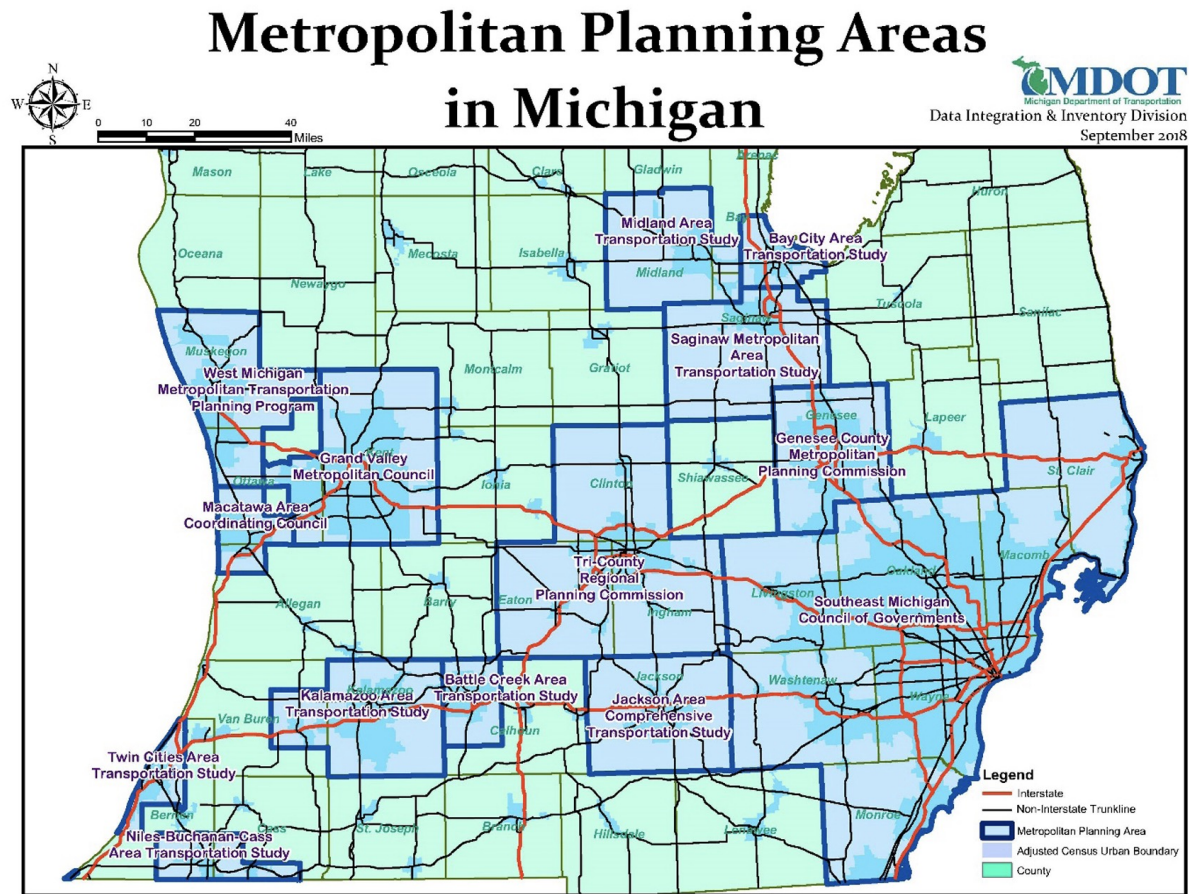 Metropolitan Planning Areas
in Michigan
N
W
E
S
0 10 20 40
Miles
MDOT
Michigan Department of Transportation
Data Integration & Inventory Division
September 2018
Mason
Lake
Osceola
Clare
Gladwin
Arenac
Huron
Oceana
Newaygo
Mecosta
Isabella
Midland Area
Transportation Study
Midland
Bay
Bay City Area
Transportation Study
Tuscola
Sanilac
Muskegon
West Michigan
Metropolitan Transportation
Planning Program
Montcalm
Gratiot
Saginaw
Saginaw Metropolitan
Area
Transportation Study
Genesee
Genesee County
Metropolitan
Planning Commission
Lapeer
St. Clair
Kent
Grand Valley
Metropolitan Council
Ottawa
Macatawa Area
Coordinating Council
Ionia
Clinton
Shiawassee
Allegan
Barry
Eaton
Tri-County
Regional
Planning Commission
Ingham
Livingston
Oakland
Macomb
Southeast Michigan
Council of Governments
Van Buren
Kalamazoo
Kalamazoo Area
Transportation Study
Battle Creek Area
Transportation Study
Calhoun
Jackson
Jackson Area
Comprehensive
Transportation Study
Washtenaw
Wayne
Twin Cities Area
Transportation Study
Berrien
Niles-Buchanan-Cass
Area Transportation Study
Cass
St. Joseph
Branch
Hillsdale
Lenawee
Monroe
Legend
Interstate
Non-Interstate Trunkline
Metropolitan Planning Area
Adjusted Census Urban Boundary
County